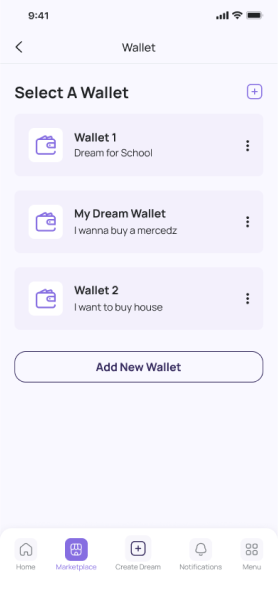 9:41
Wallet
Select A Wallet
Wallet 1
Dream for School
My Dream Wallet
I wanna buy a mercedz
Wallet 2
I want to buy house
Add New Wallet
Home
Marketplace
Create Dream
Notifications
Menu